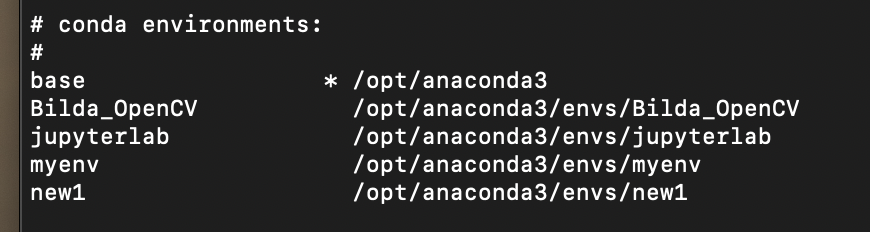 # conda environments:
#
base * /opt/anaconda3
Bilda_OpenCV /opt/anaconda3/envs/Bilda_OpenCV
jupyterlab /opt/anaconda3/envs/jupyterlab
myenv /opt/anaconda3/envs/myenv
new1 /opt/anaconda3/envs/new1